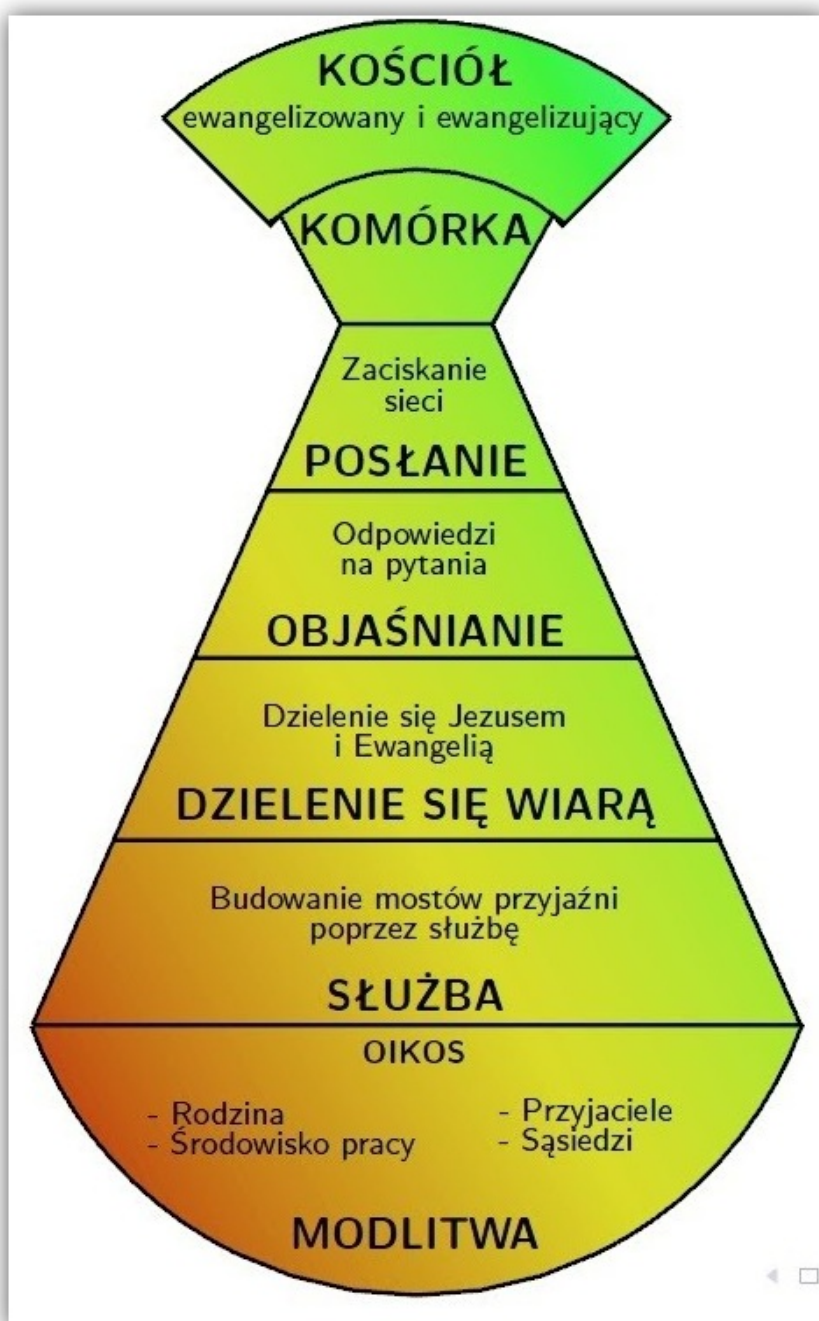 KOŚCIÓŁ
ewangelizowany i ewangelizujący
KOMÓRKA
Zaciskanie
sieci
POSŁANIE
Odpowiedzi
na pytania
OBJAŚNIANIE
Dzielenie się Jezusem
i Ewangelią
DZIELENIE SIĘ WIARĄ
Budowanie mostów przyjaźni
poprzez służbę
SŁUŻBA
OIKOS
- Rodzina
- Środowisko pracy
- Przyjaciele
- Sąsiedzi
MODLITWA